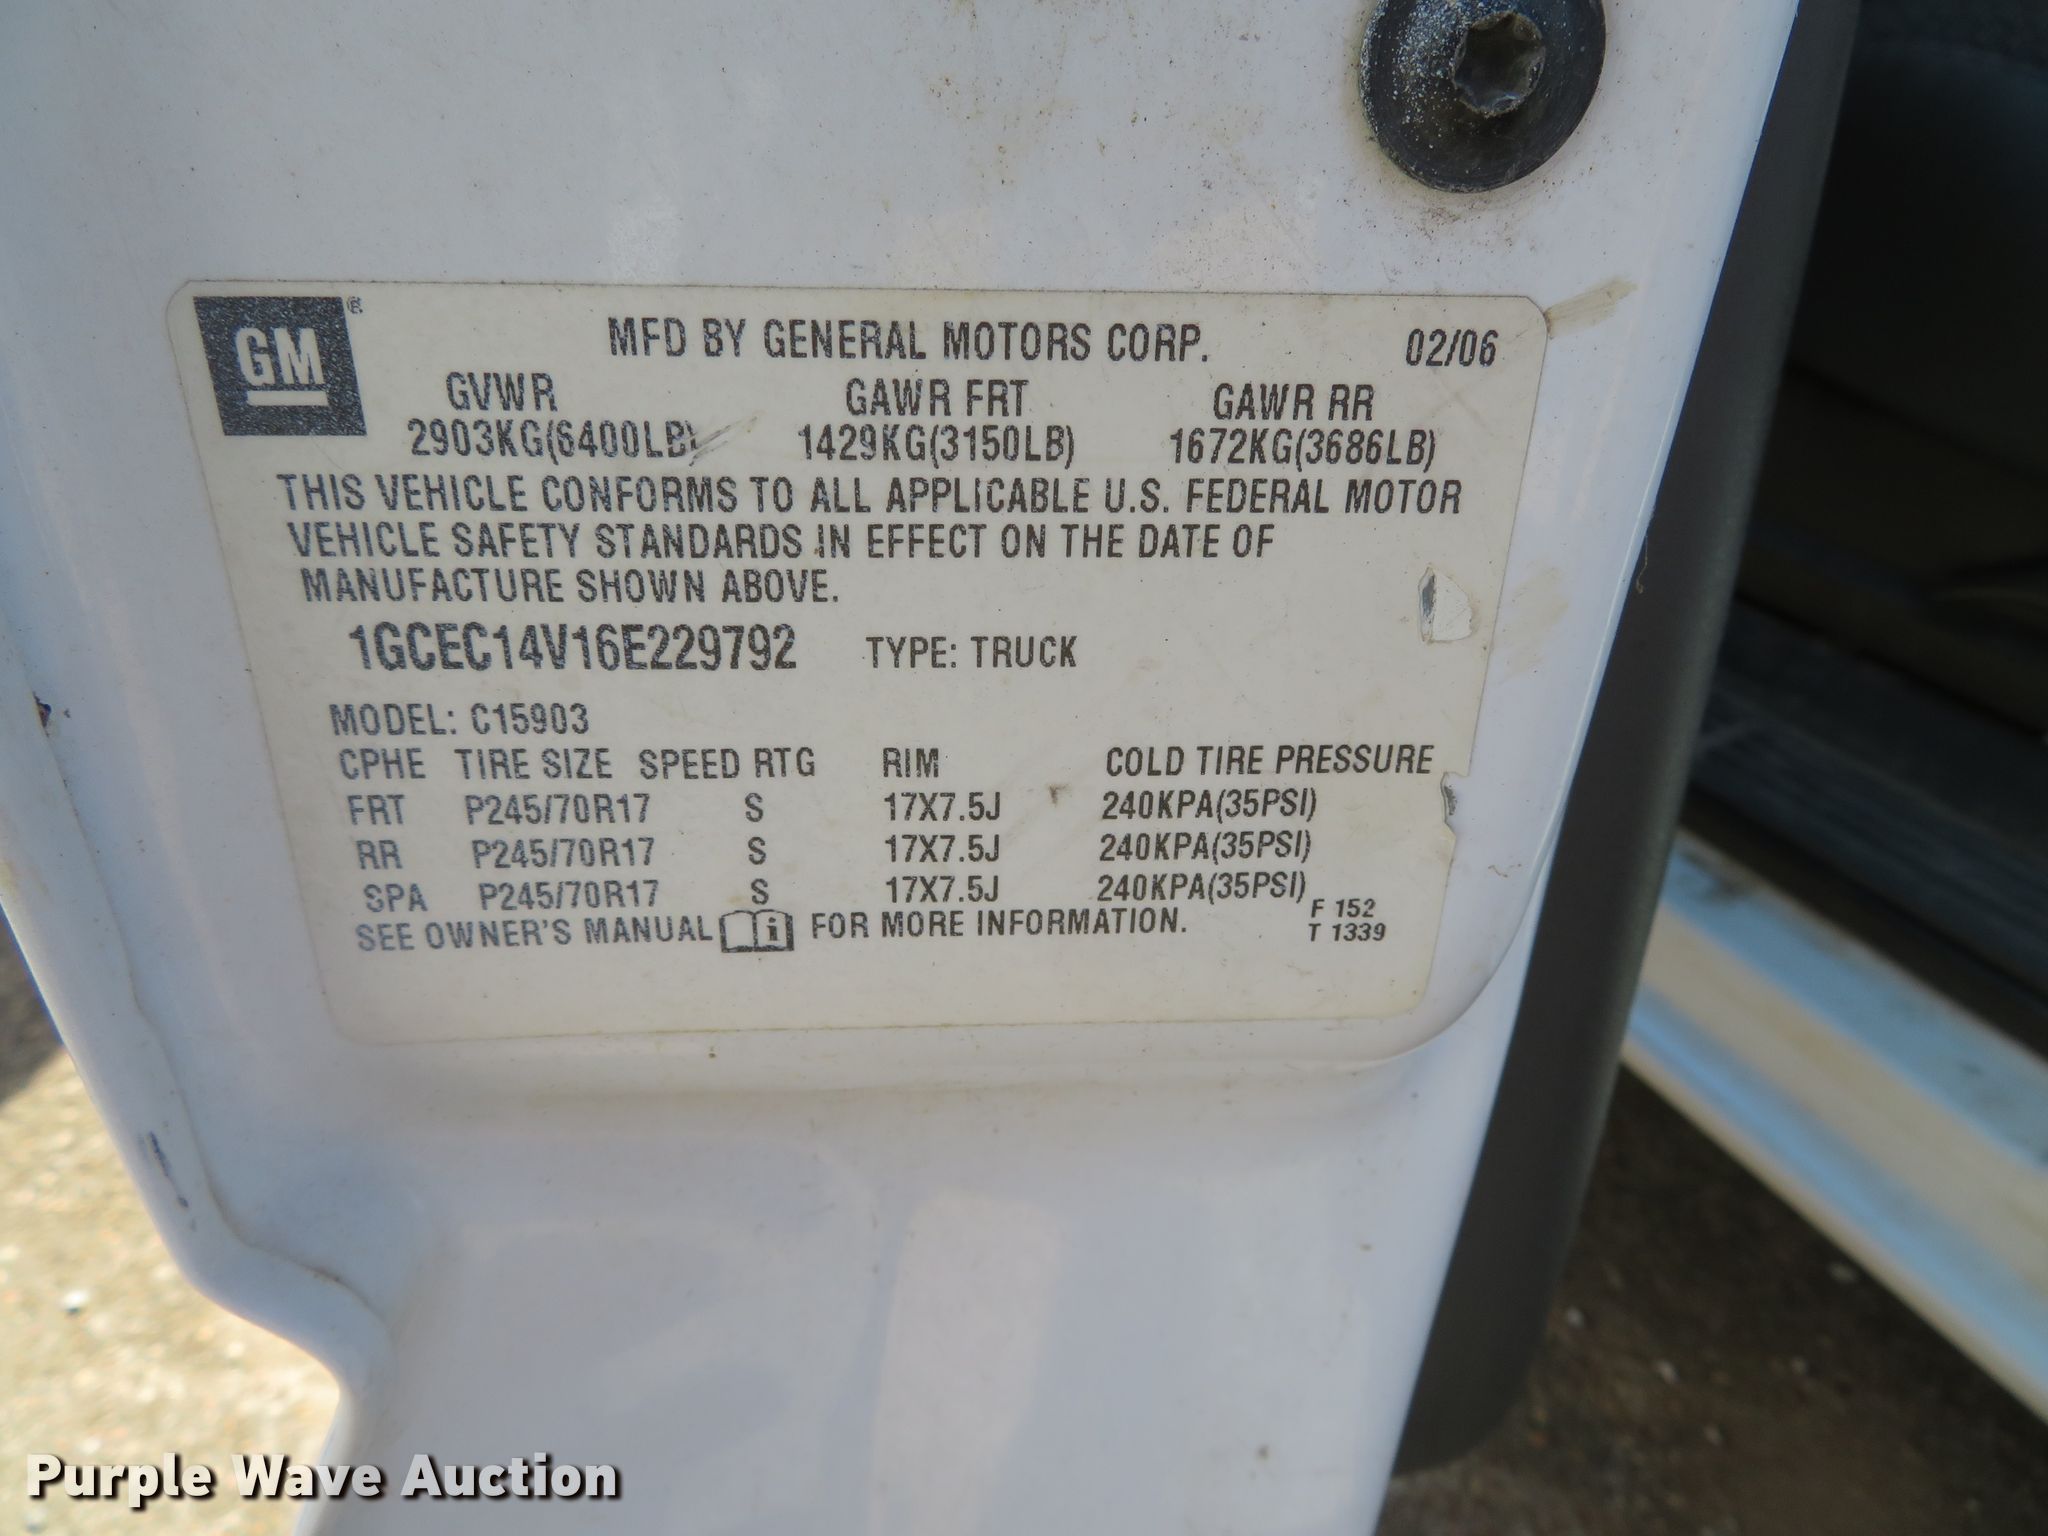 GM ®
MFD BY GENERAL MOTORS CORP. 02/06
GVWR GAWR FRT GAWR RR
2903KG(6400LB) 1429KG(3150LB) 1672KG(3686LB)
THIS VEHICLE CONFORMS TO ALL APPLICABLE U.S. FEDERAL MOTOR
VEHICLE SAFETY STANDARDS IN EFFECT ON THE DATE OF
MANUFACTURE SHOWN ABOVE.
1GCEC14V16E229792 TYPE: TRUCK
MODEL: C15903
CPHE TIRE SIZE SPEED RTG RIM COLD TIRE PRESSURE
FRT P245/70R17 S 17X7.5J 240KPA(35PSI)
RR P245/70R17 S 17X7.5J 240KPA(35PSI)
SPA P245/70R17 S 17X7.5J 240KPA(35PSI)
SEE OWNER'S MANUAL i FOR MORE INFORMATION.
F 152
T 1339
Purple Wave Auction